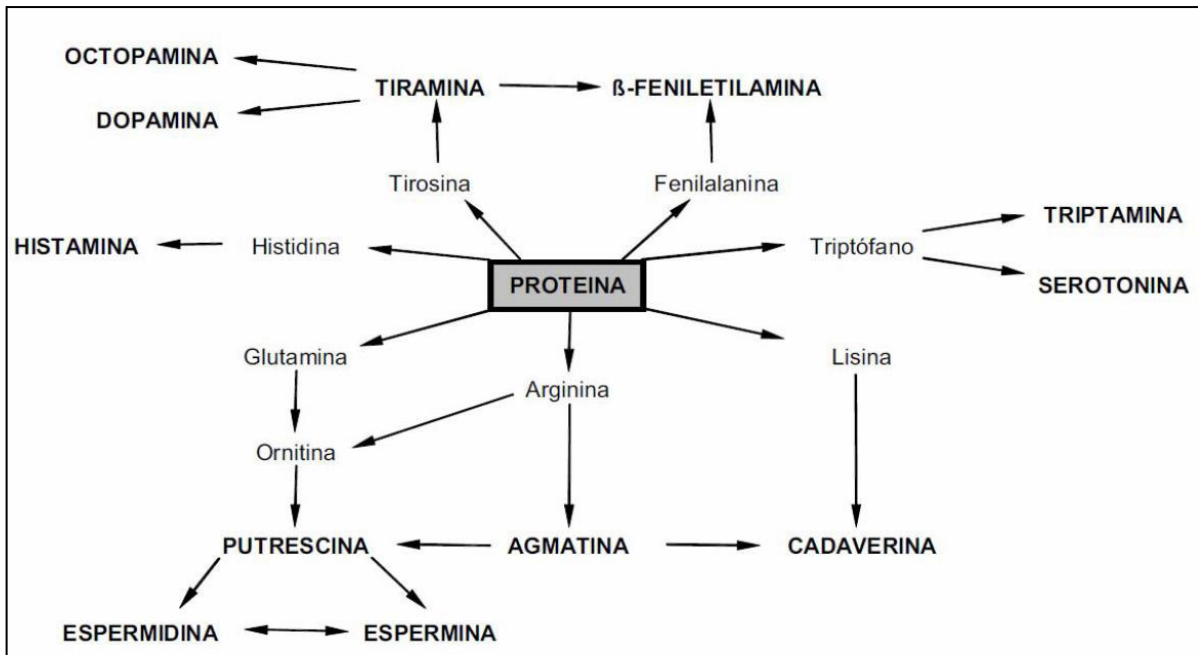 OCTOPAMINA
TIRAMINA
ß-FENILETILAMINA
DOPAMINA
Tirosina
Fenilalanina
TRIPTAMINA
HISTAMINA
Histidina
Triptófano
PROTEINA
SEROTONINA
Glutamina
Lisina
Arginina
Ornitina
PUTRESCINA
AGMATINA
CADAVERINA
ESPERMIDINA
ESPERMINA